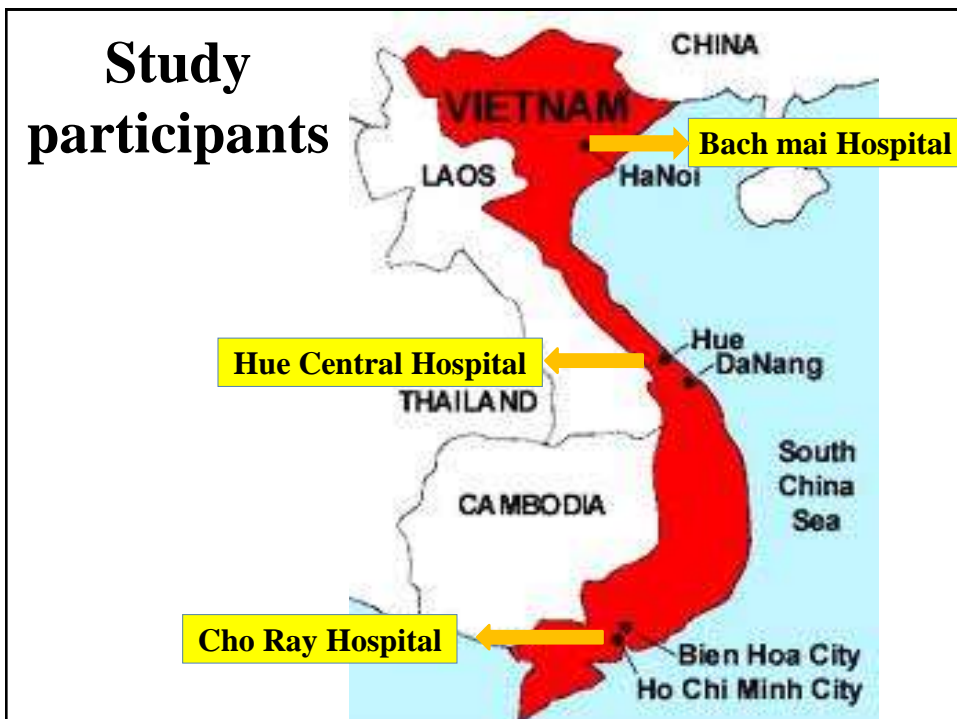 Study
participants
CHINA
VIETNAM
Bach mai Hospital
LAOS
HaNoi
Hue
Hue Central Hospital
DaNang
THAILAND
South
China
Sea
CAMBODIA
Cho Ray Hospital
Bien Hoa City
Ho Chi Minh City